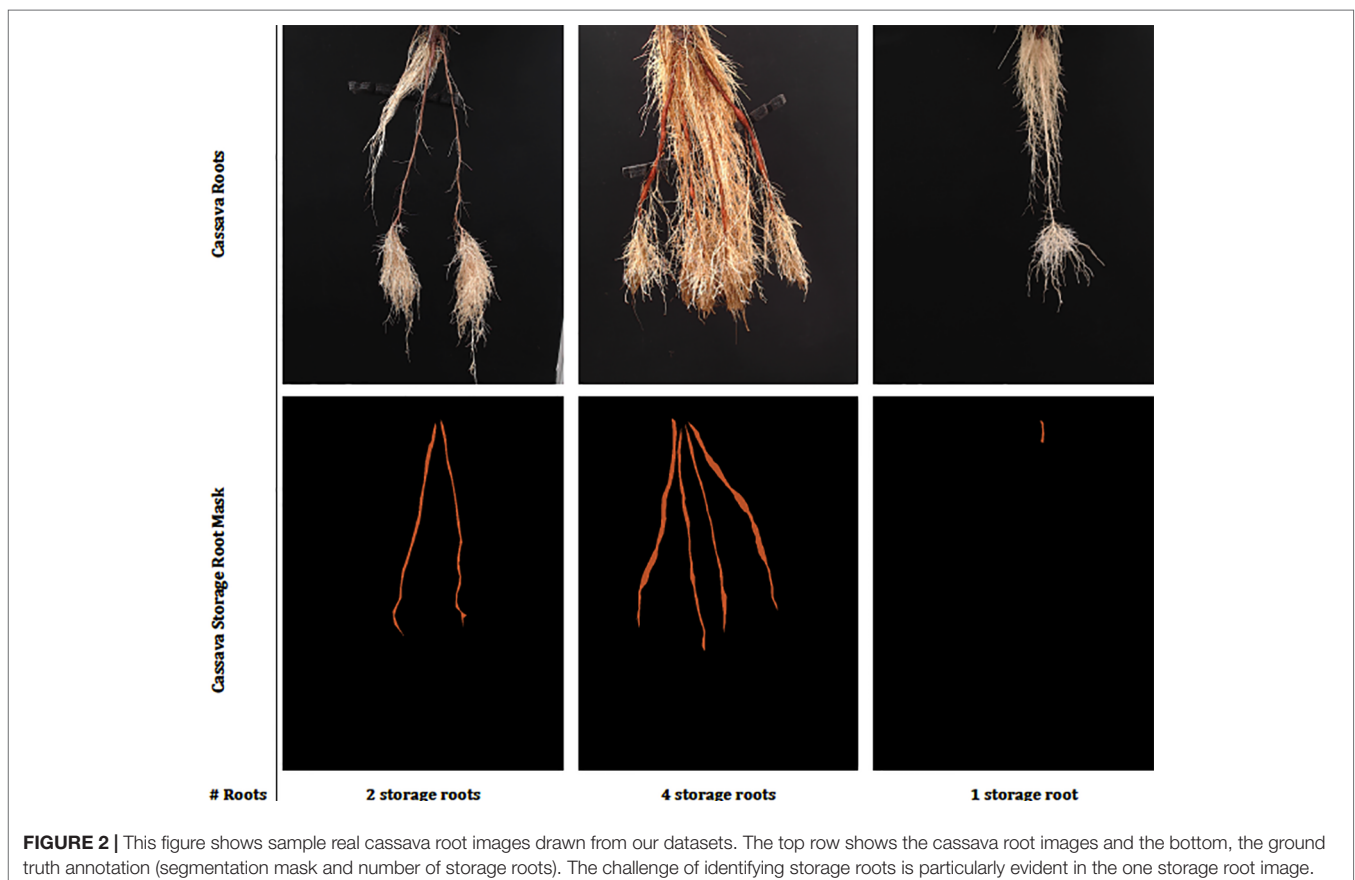 Cassava Roots
Cassava Storage Root Mask
# Roots
2 storage roots
4 storage roots
1 storage root
FIGURE 2 | This figure shows sample real cassava root images drawn from our datasets. The top row shows the cassava root images and the bottom, the ground
truth annotation (segmentation mask and number of storage roots). The challenge of identifying storage roots is particularly evident in the one storage root image.